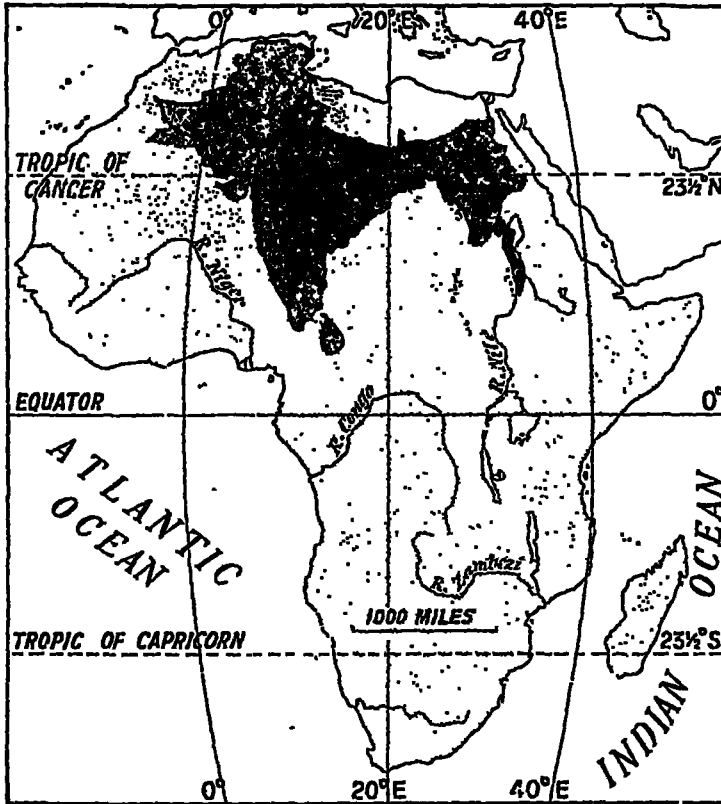 0° 20°E 40°E
TROPIC OF
CANCER
23½°N
R. Niger
R. Nile
EQUATOR
0°
R. Congo
ATLANTIC
OCEAN
INDIAN
OCEAN
R. Zambezi
1000 MILES
TROPIC OF CAPRICORN
23½°S
0° 20°E 40°E